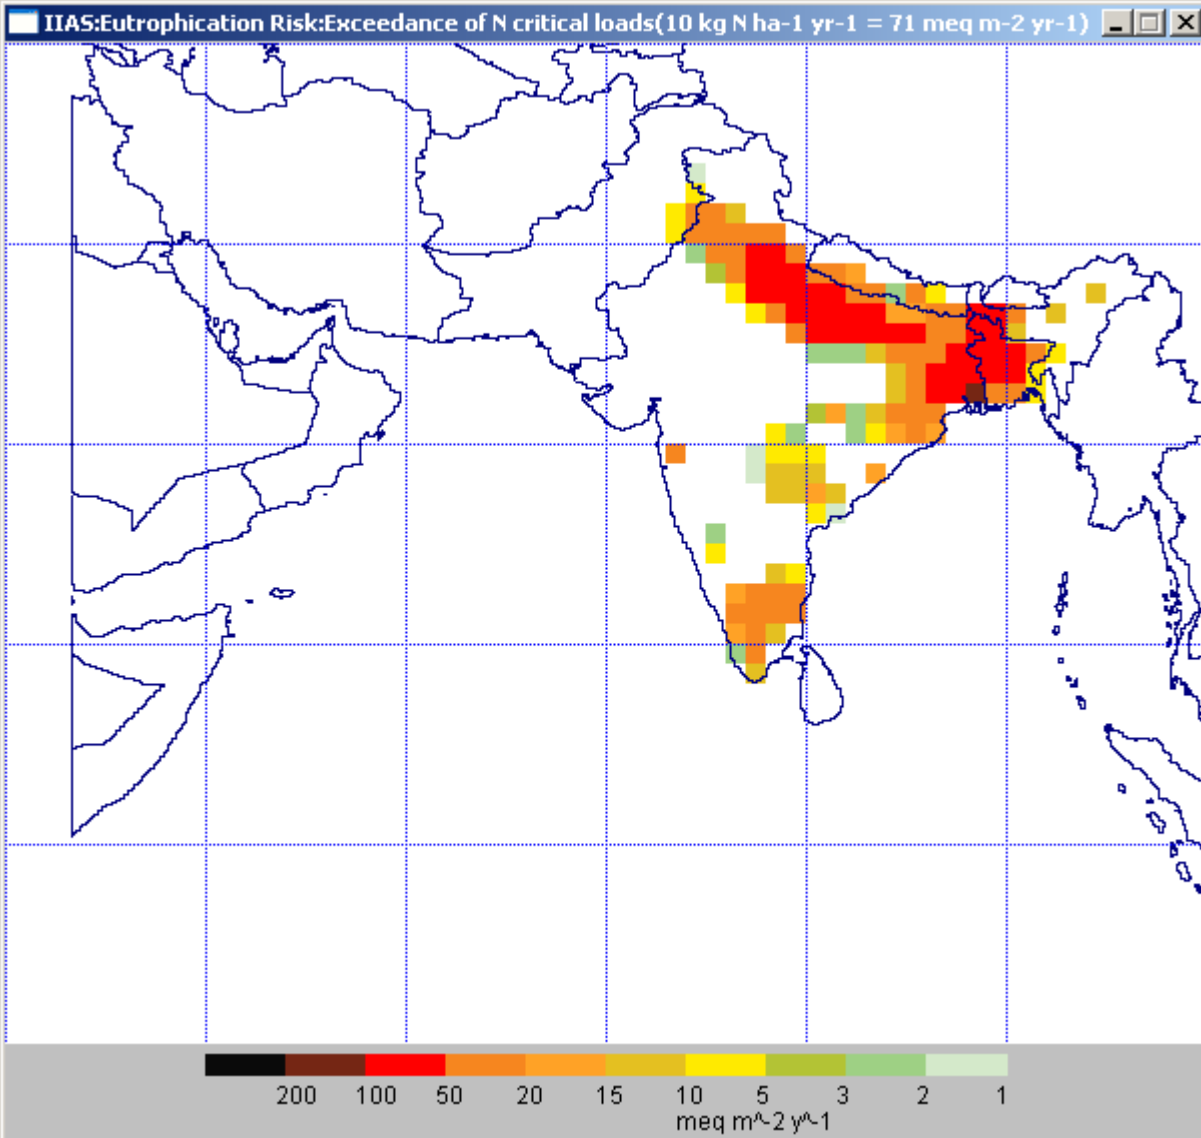 IIAS:Eutrophication Risk:Exceedance of N critical loads(10 kg N ha-1 yr-1 = 71 meq m-2 yr-1)
200 100 50 20 15 10 5 3 2 1
meq m^-2 y^-1